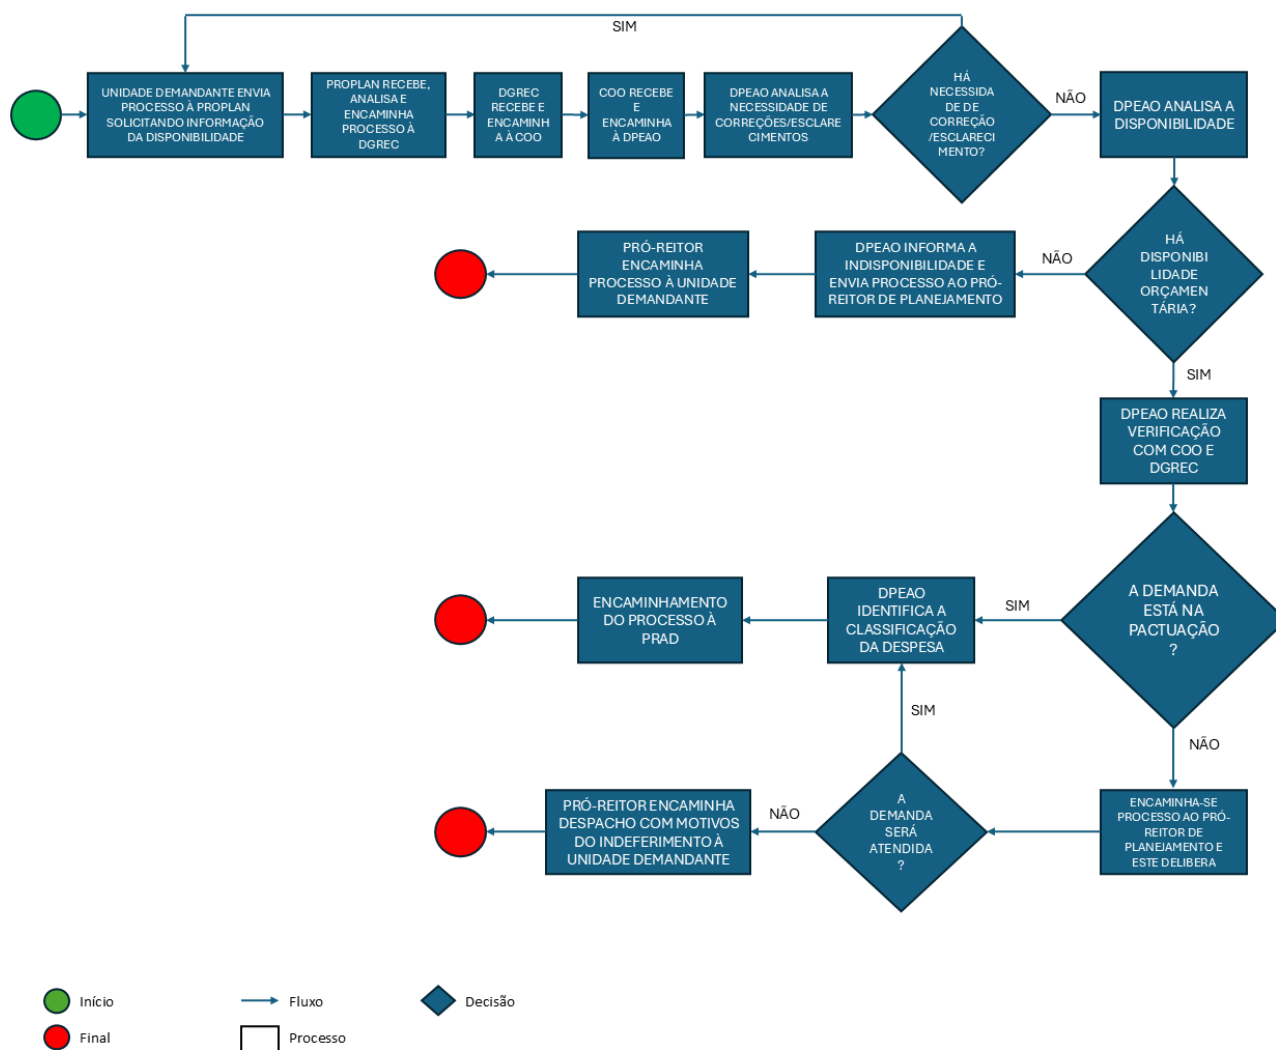 SIM
UNIDADE DEMANDANTE ENVIA
PROCESSO À PROPLAN
SOLICITANDO INFORMAÇÃO
DA DISPONIBILIDADE
PROPLAN RECEBE,
ANALISA E
ENCAMINHA
PROCESSO À
DGREC
DGREC
RECEBE E
ENCAMIN
HA À COO
COO RECEBE
E
ENCAMINHA
À DPEAO
DPEAO ANALISA A
NECESSIDADE DE
CORREÇÕES/ESCLARE
CIMENTOS
HÁ
NECESSI
DADE DE
CORREÇÃO
/ESCLARECI
MENTO?
NÃO
DPEAO ANALISA A
DISPONIBILIDADE
HÁ
DISPONIBI
LIDADE
ORÇAMEN
TÁRIA?
NÃO
DPEAO INFORMA A
INDISPONIBILIDADE E
ENVIA PROCESSO AO PRÓ-
REITOR DE PLANEJAMENTO
PRÓ-REITOR
ENCAMINHA
PROCESSO À UNIDADE
DEMANDANTE
SIM
DPEAO REALIZA
VERIFICAÇÃO
COM COO E
DGREC
A DEMANDA
ESTÁ NA
PACTUAÇÃO
?
SIM
DPEAO
IDENTIFICA A
CLASSIFICAÇÃO
DA DESPESA
ENCAMINHAMENTO
DO PROCESSO À
PRAD
SIM
NÃO
ENCAMINHA-SE
PROCESSO AO PRÓ-
REITOR DE
PLANEJAMENTO E
ESTE DELIBERA
A
DEMANDA
SERÁ
ATENDIDA
?
NÃO
PRÓ-REITOR ENCAMINHA
DESPACHO COM MOTIVOS
DO INDEFERIMENTO À
UNIDADE DEMANDANTE
Início
Fluxo
Decisão
Final
Processo